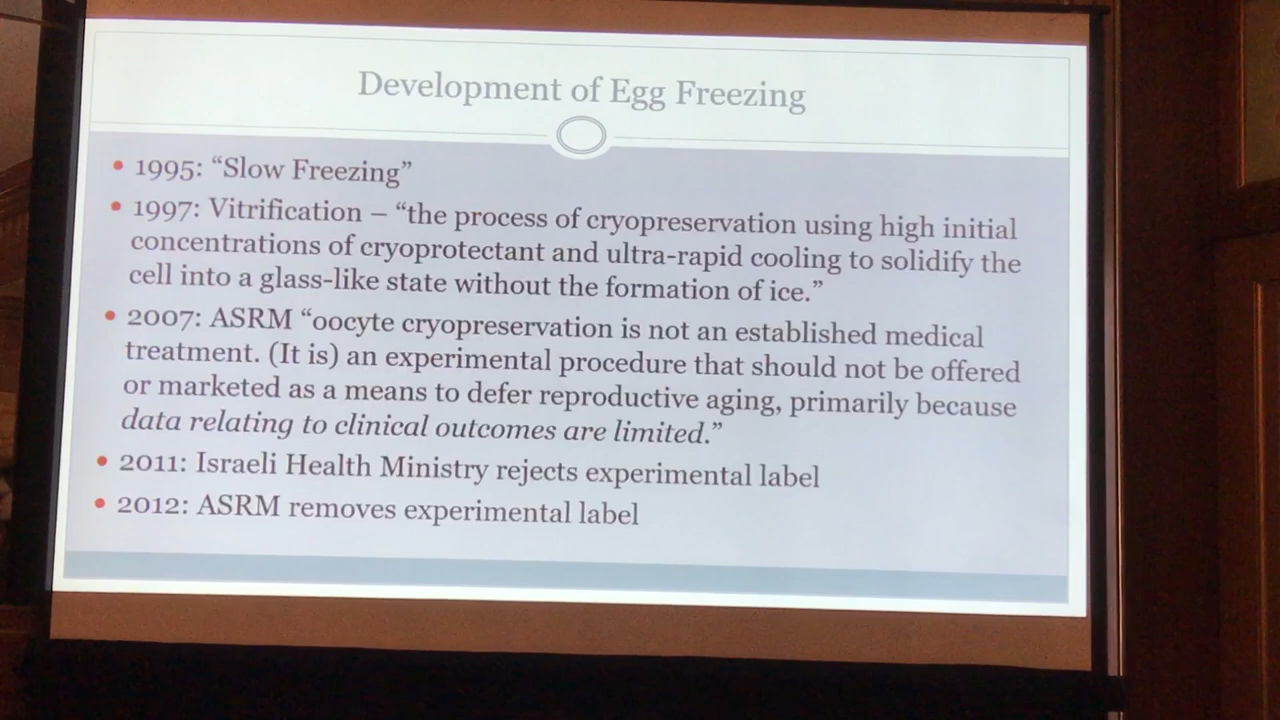 Development of Egg Freezing
• 1995: “Slow Freezing”
• 1997: Vitrification – “the process of cryopreservation using high initial
concentrations of cryoprotectant and ultra-rapid cooling to solidify the
cell into a glass-like state without the formation of ice.”
• 2007: ASRM “oocyte cryopreservation is not an established medical
treatment. (It is) an experimental procedure that should not be offered
or marketed as a means to defer reproductive aging, primarily because
data relating to clinical outcomes are limited.”
• 2011: Israeli Health Ministry rejects experimental label
• 2012: ASRM removes experimental label